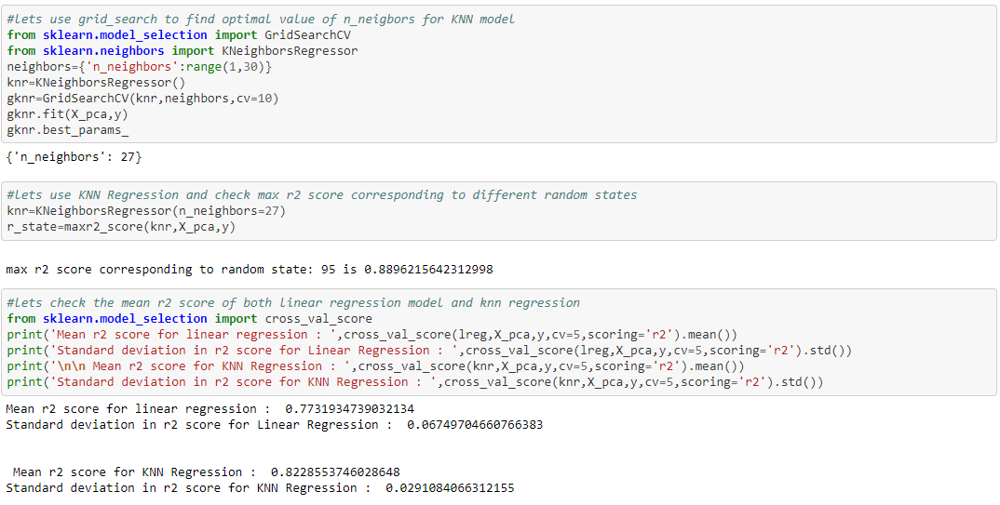 #lets use grid_search to find optimal value of n_neigbors for KNN model
from sklearn.model_selection import GridSearchCV
from sklearn.neighbors import KNeighborsRegressor
neighbors={'n_neighbors':range(1,30)}
knr=KNeighborsRegressor()
gknr=GridSearchCV(knr,neighbors,cv=10)
gknr.fit(X_pca,y)
gknr.best_params_
{'n_neighbors': 27}
#lets use KNN Regression and check max r2 score corresponding to different random states
knr=KNeighborsRegressor(n_neighbors=27)
r_state=maxr2_score(knr,X_pca,y)
max r2 score corresponding to random state: 95 is 0.8896215642312998
#lets check the mean r2 score of both linear regression model and knn regression
from sklearn.model_selection import cross_val_score
print('Mean r2 score for linear regression : ',cross_val_score(lreg,X_pca,y,cv=5,scoring='r2').mean())
print('Standard deviation in r2 score for Linear Regression : ',cross_val_score(lreg,X_pca,y,cv=5,scoring='r2').std())
print('\n\n Mean r2 score for KNN Regression : ',cross_val_score(knr,X_pca,y,cv=5,scoring='r2').mean())
print('Standard deviation in r2 score for KNN Regression : ',cross_val_score(knr,X_pca,y,cv=5,scoring='r2').std())
Mean r2 score for linear regression :  0.7731934739032134
Standard deviation in r2 score for Linear Regression :  0.06749704660766383
 Mean r2 score for KNN Regression :  0.8228553746028648
Standard deviation in r2 score for KNN Regression :  0.0291084066312155